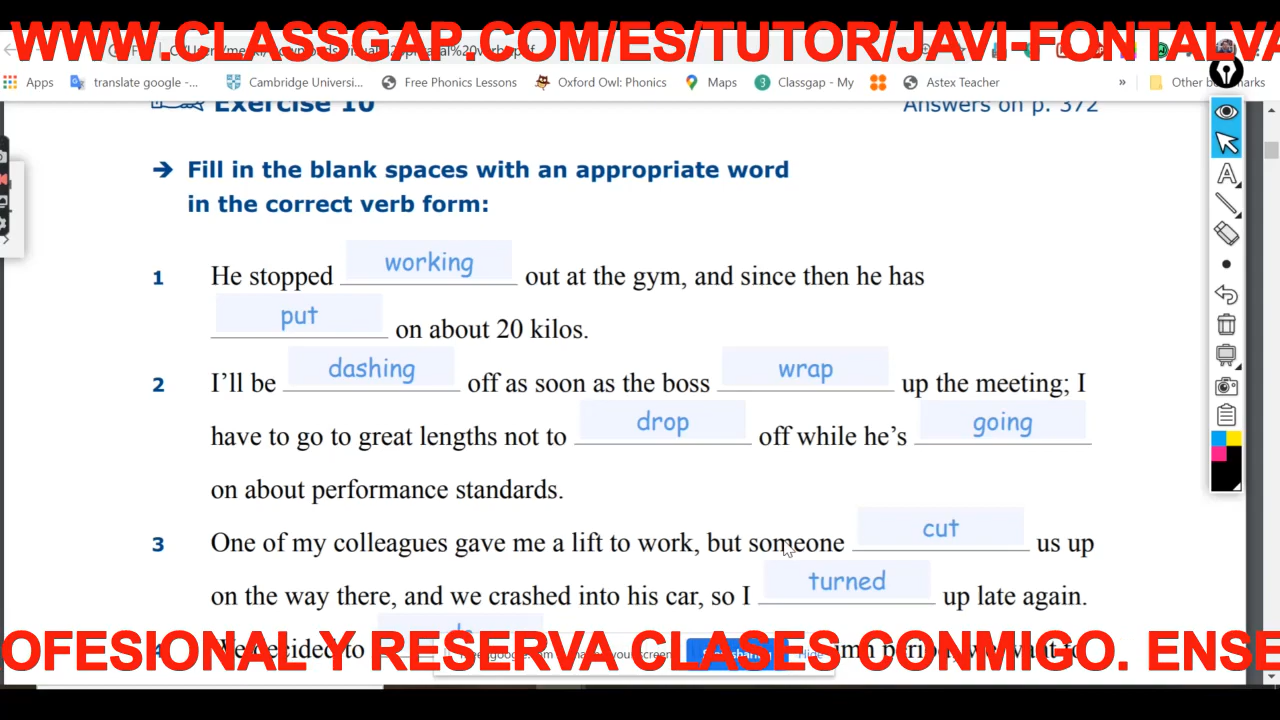 WWW.CLASSGAP.COM/ES/TUTOR/JAVI-FONTALVA
Apps translate google -... Cambridge Universi... Free Phonics Lessons Oxford Owl: Phonics Maps Classgap - My Astex Teacher » Other bookmarks
Exercise 10 Answers on p. 372
➔ Fill in the blank spaces with an appropriate word
in the correct verb form:
1 He stopped working out at the gym, and since then he has
put on about 20 kilos.
2 I’ll be dashing off as soon as the boss wrap up the meeting; I
have to go to great lengths not to drop off while he’s going
on about performance standards.
3 One of my colleagues gave me a lift to work, but someone cut us up
on the way there, and we crashed into his car, so I turned up late again.
OFESIONAL Y RESERVA CLASES CONMIGO. ENSE
4 We decided to
Hide